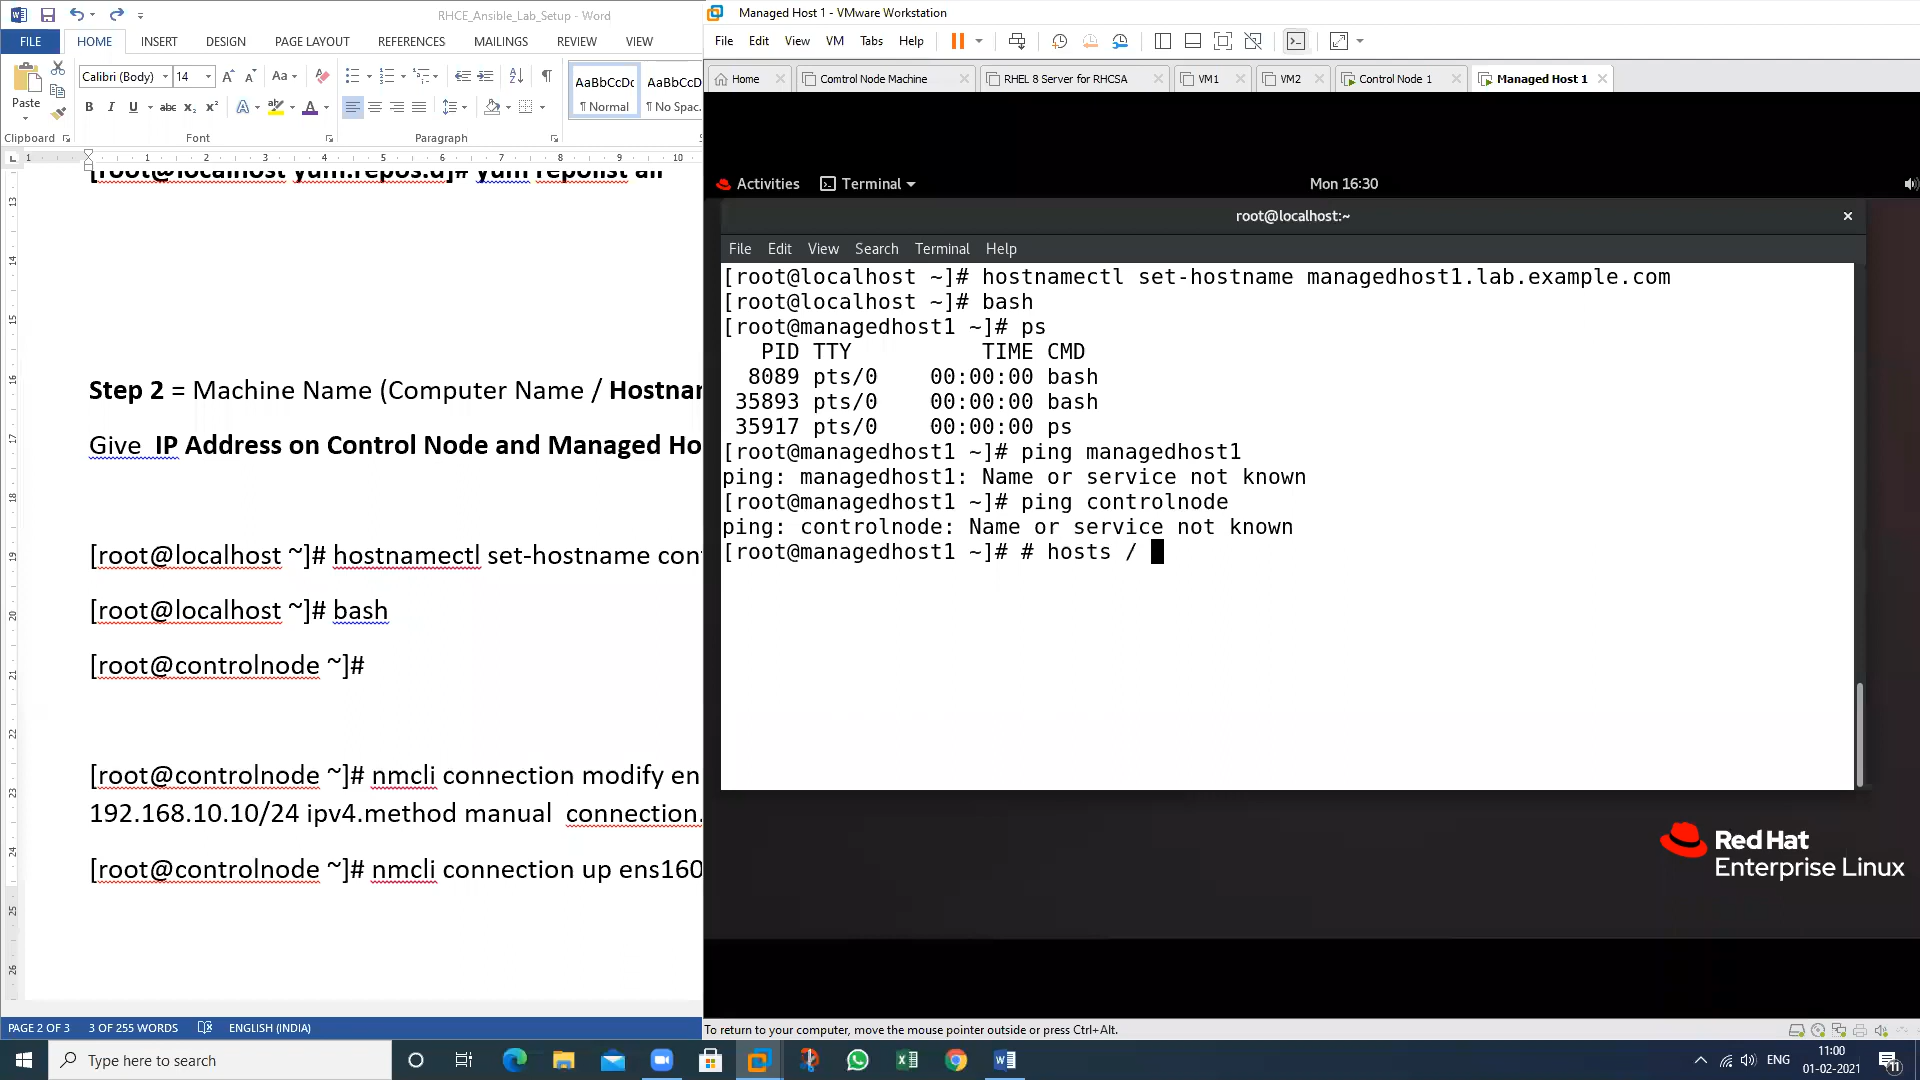 RHCE_Ansible_Lab_Setup - Word
FILE HOME INSERT DESIGN PAGE LAYOUT REFERENCES MAILINGS REVIEW VIEW
Paste
Calibri (Body) 14
AaBbCcDc AaBbCcDc
¶ Normal ¶ No Spac.
Clipboard Font Paragraph
[root@localhost yum.repos.d]# yum repolist all
Step 2 = Machine Name (Computer Name / Hostnam
Give IP Address on Control Node and Managed Ho
[root@localhost ~]# hostnamectl set-hostname con
[root@localhost ~]# bash
[root@controlnode ~]#
[root@controlnode ~]# nmcli connection modify en
192.168.10.10/24 ipv4.method manual connection.
[root@controlnode ~]# nmcli connection up ens160
PAGE 2 OF 3 3 OF 255 WORDS ENGLISH (INDIA)
Managed Host 1 - VMware Workstation
File Edit View VM Tabs Help
Home Comtrol Node Machine RHEL 8 Server for RHCSA VM1 VM2 Control Node 1 Managed Host 1
Activities Terminal Mon 16:30
root@localhost:~
File Edit View Search Terminal Help
[root@localhost ~]# hostnamectl set-hostname managedhost1.lab.example.com
[root@localhost ~]# bash
[root@managedhost1 ~]# ps
PID TTY TIME CMD
8089 pts/0 00:00:00 bash
35893 pts/0 00:00:00 bash
35917 pts/0 00:00:00 ps
[root@managedhost1 ~]# ping managedhost1
ping: managedhost1: Name or service not known
[root@managedhost1 ~]# ping controlnode
ping: controlnode: Name or service not known
[root@managedhost1 ~]# # hosts /
Red Hat
Enterprise Linux
To return to your computer, move the mouse pointer outside or press Ctrl+Alt.
Type here to search
ENG
11:00
01-02-2021